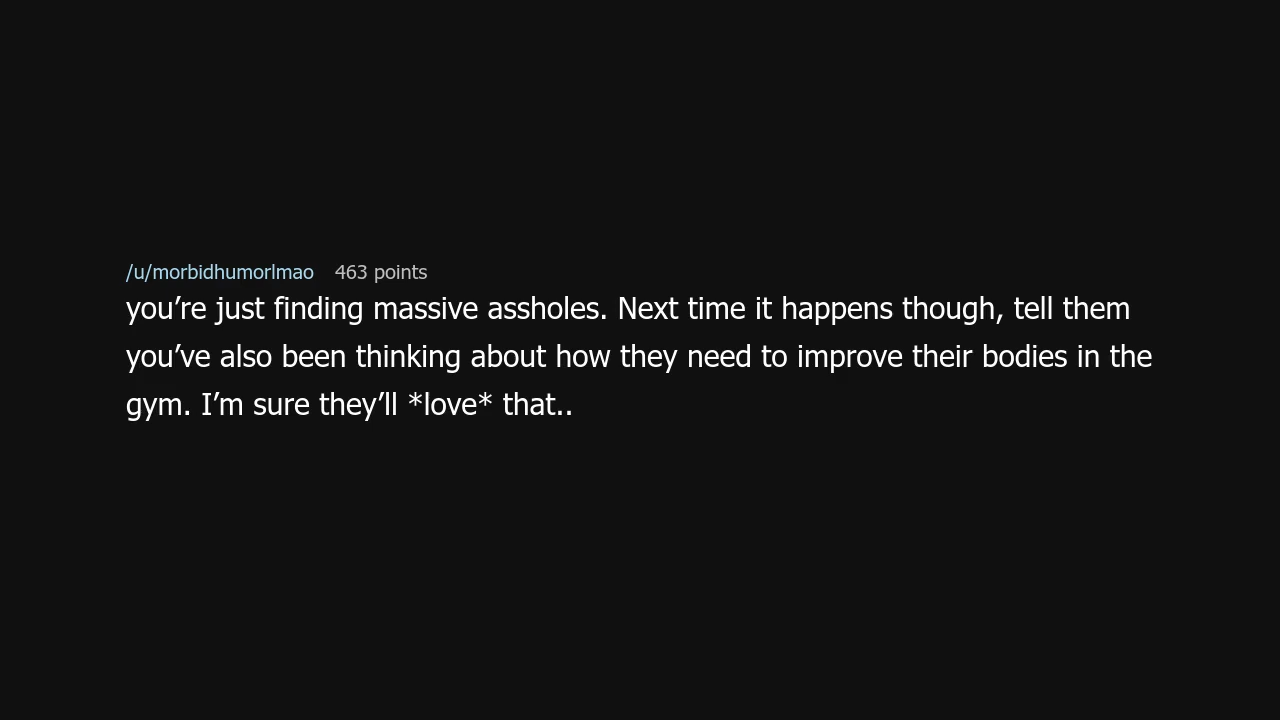 /u/morbidhumorlmao 463 points
you’re just finding massive assholes. Next time it happens though, tell them
you’ve also been thinking about how they need to improve their bodies in the
gym. I’m sure they’ll *love* that..